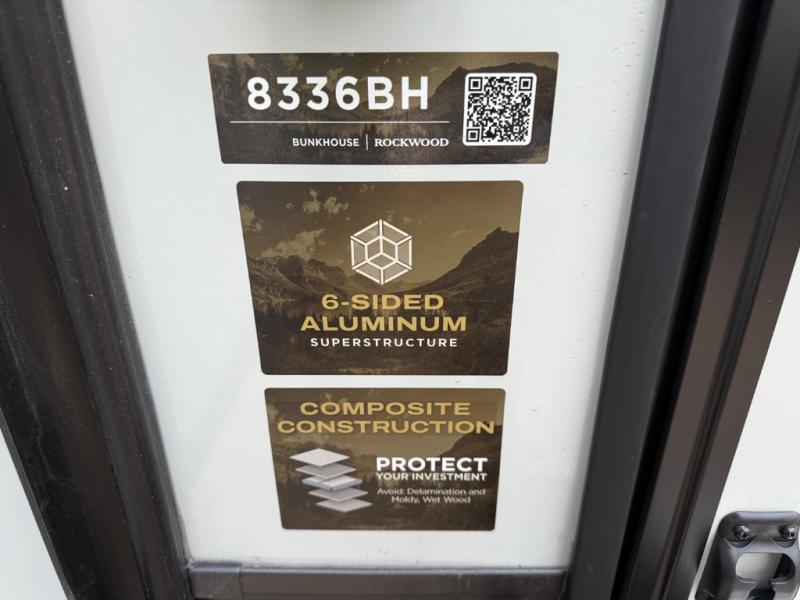 8336BH
BUNKHOUSE | ROCKWOOD
6-SIDED
ALUMINUM
SUPERSTRUCTURE
COMPOSITE
CONSTRUCTION
PROTECT
YOUR INVESTMENT
Avoid: Delamination and
Moldy, Wet Wood